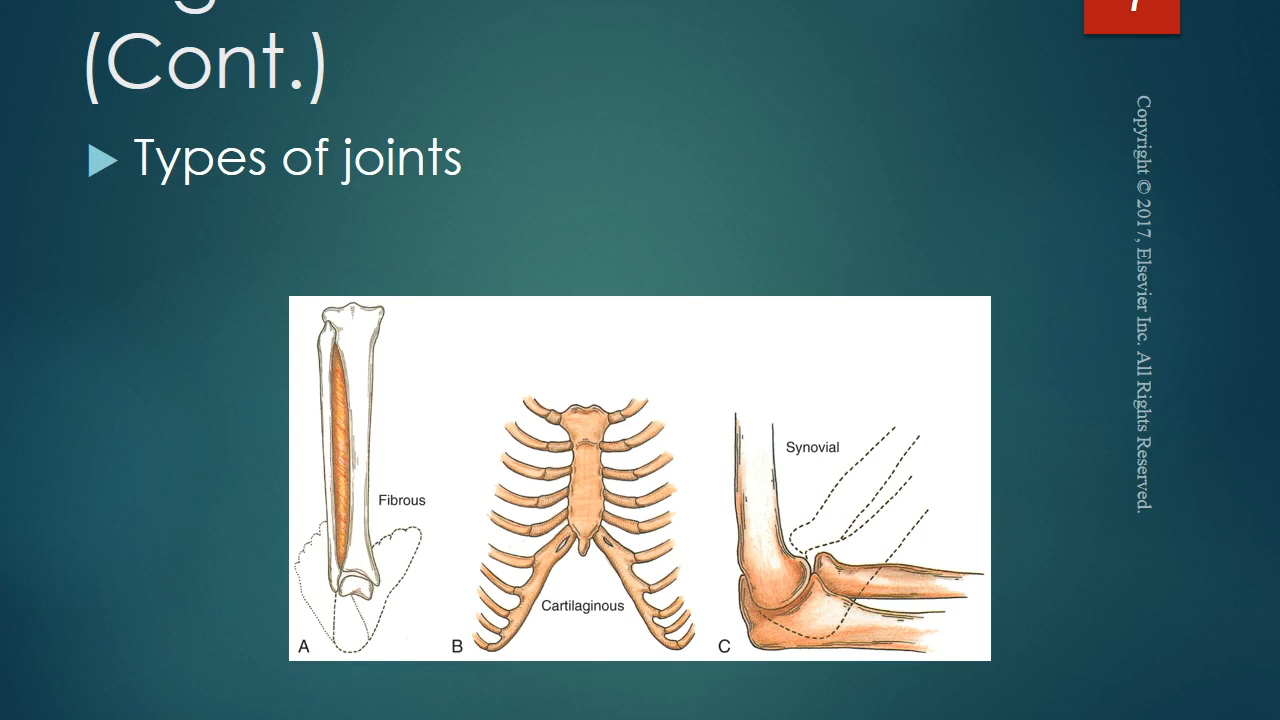 (Cont.)
Types of joints
Fibrous
Cartilaginous
Synovial
A
B
C
Copyright © 2017, Elsevier Inc. All Rights Reserved.